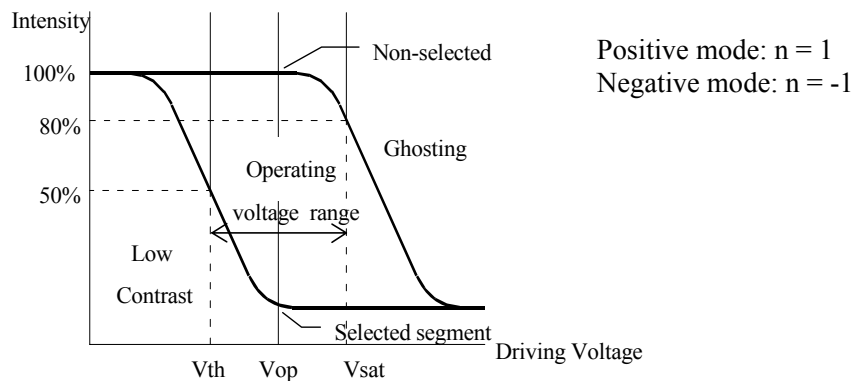 Intensity
Non-selected
Positive mode: n = 1
Negative mode: n = -1
100%
80%
Ghosting
Operating
50%
voltage range
Low
Contrast
Selected segment
Driving Voltage
Vth
Vop
Vsat